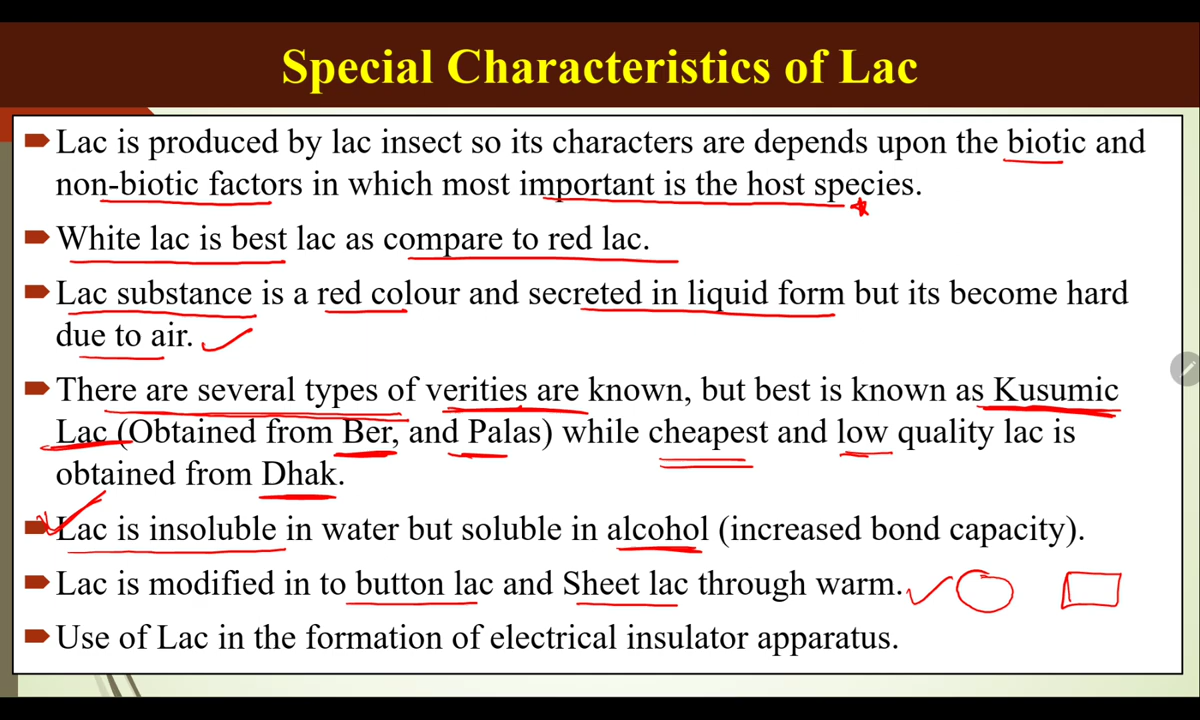 Special Characteristics of Lac
Lac is produced by lac insect so its characters are depends upon the biotic and
non-biotic factors in which most important is the host species.
White lac is best lac as compare to red lac.
Lac substance is a red colour and secreted in liquid form but its become hard
due to air.
There are several types of verities are known, but best is known as Kusumic
Lac (Obtained from Ber, and Palas) while cheapest and low quality lac is
obtained from Dhak.
Lac is insoluble in water but soluble in alcohol (increased bond capacity).
Lac is modified in to button lac and Sheet lac through warm.
Use of Lac in the formation of electrical insulator apparatus.